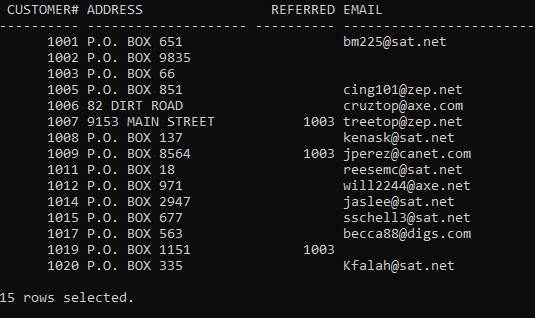 CUSTOMER# ADDRESS              REFERRED EMAIL
---------- -------------------- ---------- ------------------------
1001 P.O. BOX 651 bm225@sat.net
1002 P.O. BOX 9835
1003 P.O. BOX 66
1005 P.O. BOX 851 cing101@zep.net
1006 82 DIRT ROAD cruztop@axe.com
1007 9153 MAIN STREET 1003 treetop@zep.net
1008 P.O. BOX 137 kenask@sat.net
1009 P.O. BOX 8564 1003 jperez@canet.com
1011 P.O. BOX 18 reesemc@sat.net
1012 P.O. BOX 971 will2244@axe.net
1014 P.O. BOX 2947 jaslee@sat.net
1015 P.O. BOX 677 sschell3@sat.net
1017 P.O. BOX 563 becca88@digs.com
1019 P.O. BOX 1151 1003
1020 P.O. BOX 335 Kfalah@sat.net
15 rows selected.